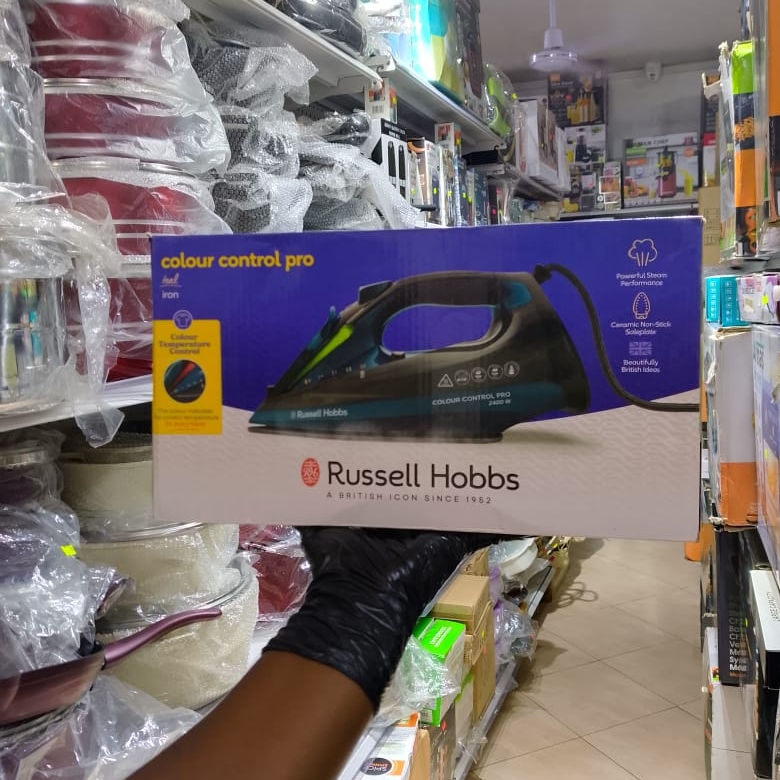 colour control pro
iron
Colour
Temperature
Control
Powerful Steam
Performance
Ceramic Non-Stick
Soleplate
Beautifully
British Ideas
Russell Hobbs
COLOUR CONTROL PRO
2400 W
Russell Hobbs
A BRITISH ICON SINCE 1952